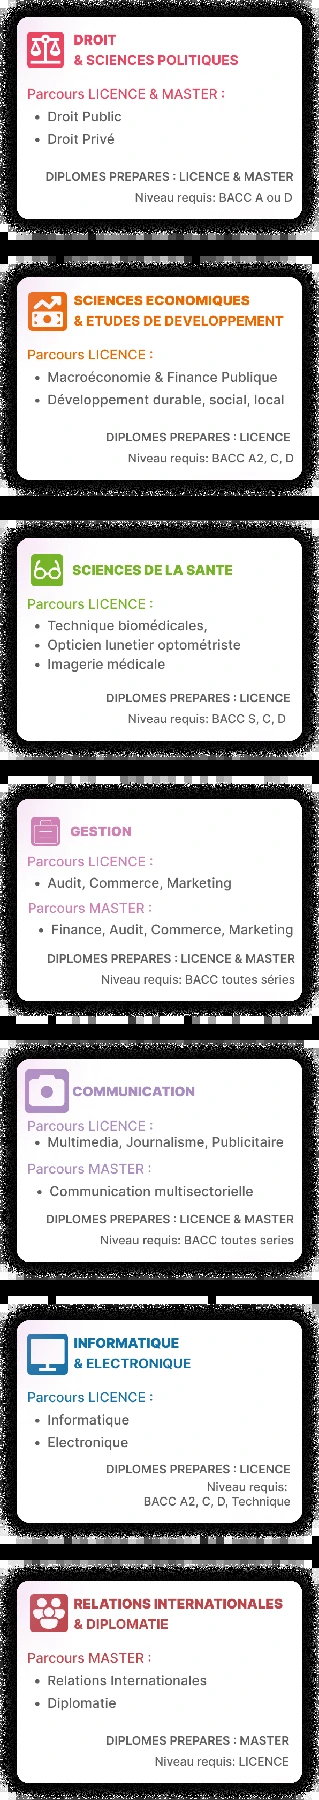 DROIT
& SCIENCES POLITIQUES
Parcours LICENCE & MASTER :
• Droit Public
• Droit Privé
DIPLOMES PREPARES : LICENCE & MASTER
Niveau requis: BACC A ou D
SCIENCES ECONOMIQUES
& ETUDES DE DEVELOPPEMENT
Parcours LICENCE :
• Macroéconomie & Finance Publique
• Développement durable, social, local
DIPLOMES PREPARES : LICENCE
Niveau requis: BACC A2, C, D
SCIENCES DE LA SANTE
Parcours LICENCE :
• Technique biomédicales,
• Opticien lunetier optométriste
• Imagerie médicale
DIPLOMES PREPARES : LICENCE
Niveau requis: BACC S, C, D
GESTION
Parcours LICENCE :
• Audit, Commerce, Marketing
Parcours MASTER :
• Finance, Audit, Commerce, Marketing
DIPLOMES PREPARES : LICENCE & MASTER
Niveau requis: BACC toutes séries
COMMUNICATION
Parcours LICENCE :
• Multimedia, Journalisme, Publicitaire
Parcours MASTER :
• Communication multisectorielle
DIPLOMES PREPARES : LICENCE & MASTER
Niveau requis: BACC toutes series
INFORMATIQUE
& ELECTRONIQUE
Parcours LICENCE :
• Informatique
• Electronique
DIPLOMES PREPARES : LICENCE
Niveau requis:
BACC A2, C, D, Technique
RELATIONS INTERNATIONALES
& DIPLOMATIE
Parcours MASTER :
• Relations Internationales
• Diplomatie
DIPLOMES PREPARES : MASTER
Niveau requis: LICENCE